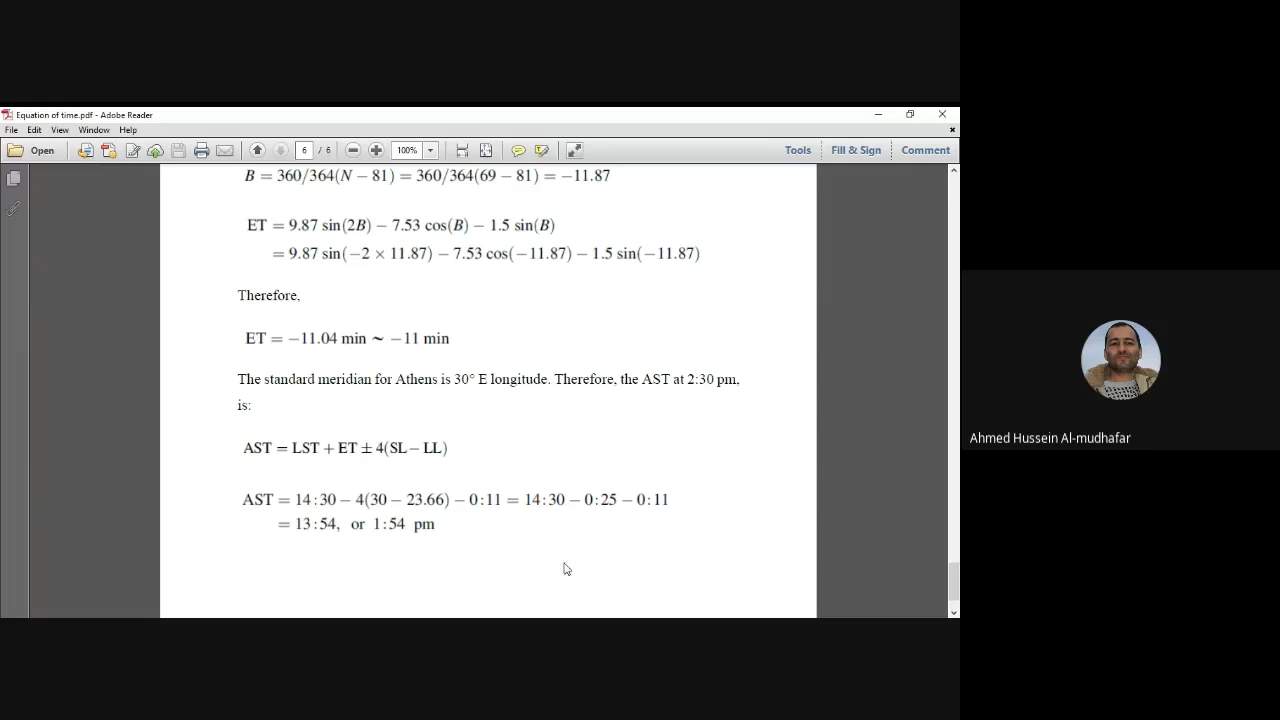 Equation of time.pdf - Adobe Reader
File Edit View Window Help
Open 6 / 6 100% Tools Fill & Sign Comment
B = 360/364(N − 81) = 360/364(69 − 81) = −11.87
ET = 9.87 sin(2B) − 7.53 cos(B) − 1.5 sin(B)
= 9.87 sin(−2 × 11.87) − 7.53 cos(−11.87) − 1.5 sin(−11.87)
Therefore,
ET = −11.04 min ~ −11 min
The standard meridian for Athens is 30° E longitude. Therefore, the AST at 2:30 pm,
is:
AST = LST + ET ± 4(SL − LL)
AST = 14:30 − 4(30 − 23.66) − 0:11 = 14:30 − 0:25 − 0:11
= 13:54, or 1:54 pm
Ahmed Hussein Al-mudhafar